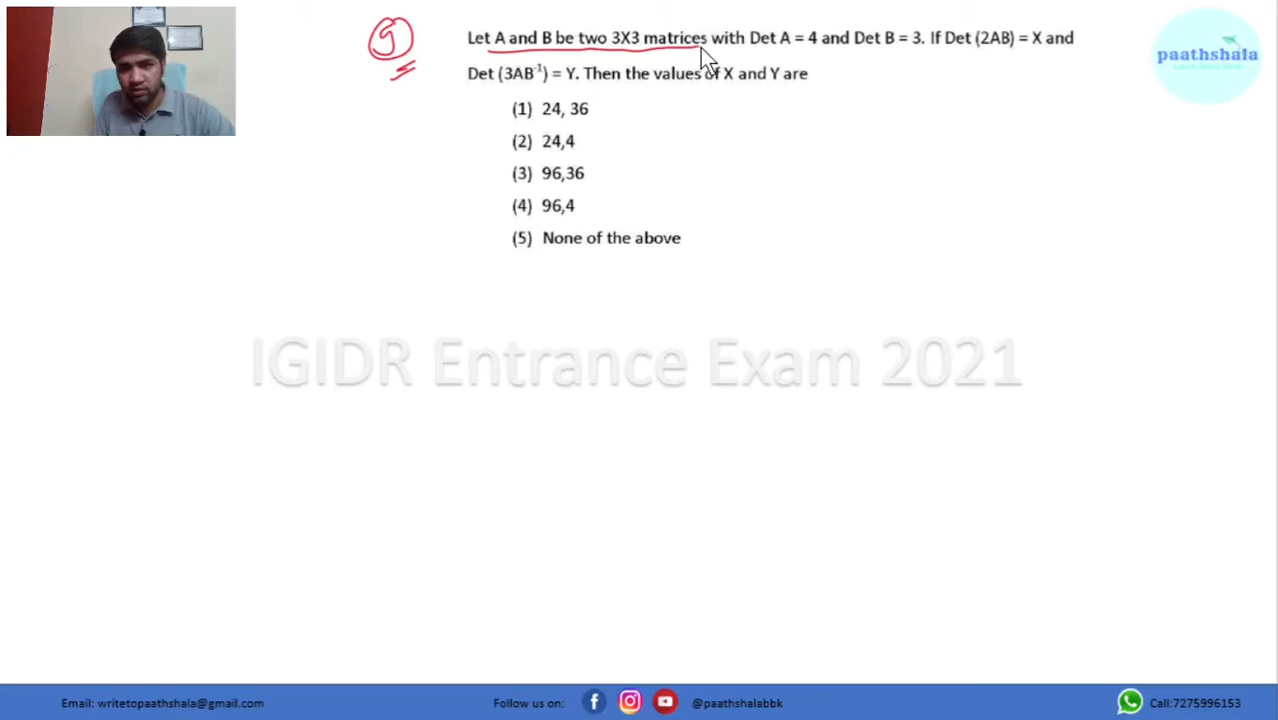 9
Let A and B be two 3X3 matrices with Det A = 4 and Det B = 3. If Det (2AB) = X and
Det (3AB⁻¹) = Y. Then the values of X and Y are
(1) 24, 36
(2) 24,4
(3) 96,36
(4) 96,4
(5) None of the above
paathshala
IGIDR Entrance Exam 2021
Email: writetopaathshala@gmail.com
Follow us on:
@paathshalabbk
Call:7275996153